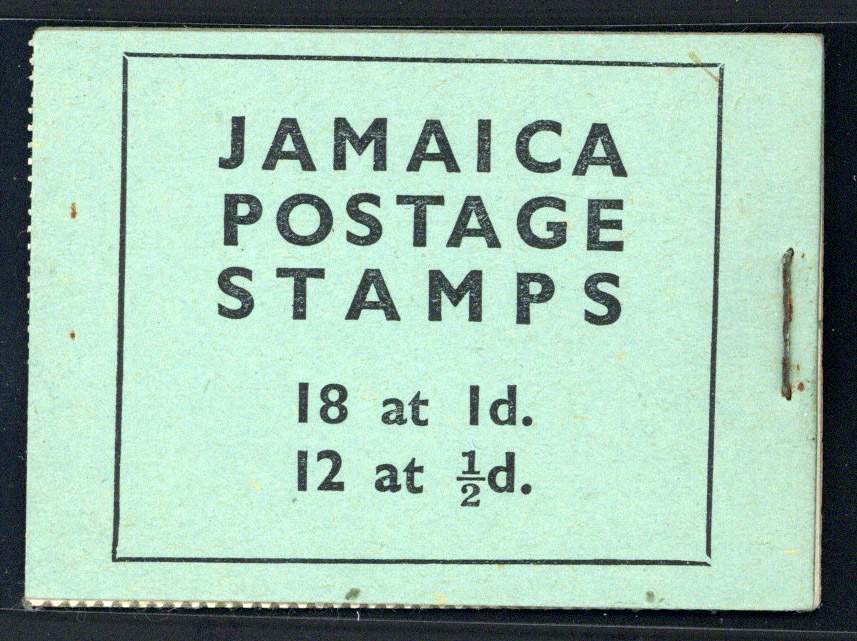 JAMAICA
POSTAGE
STAMPS
18 at 1d.
12 at ½d.